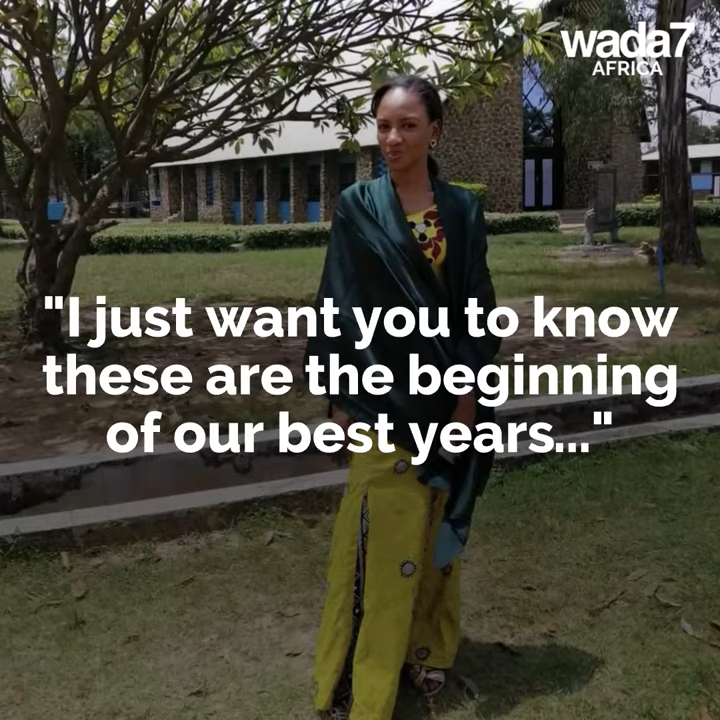 wada7
AFRICA
"I just want you to know
these are the beginning
of our best years..."